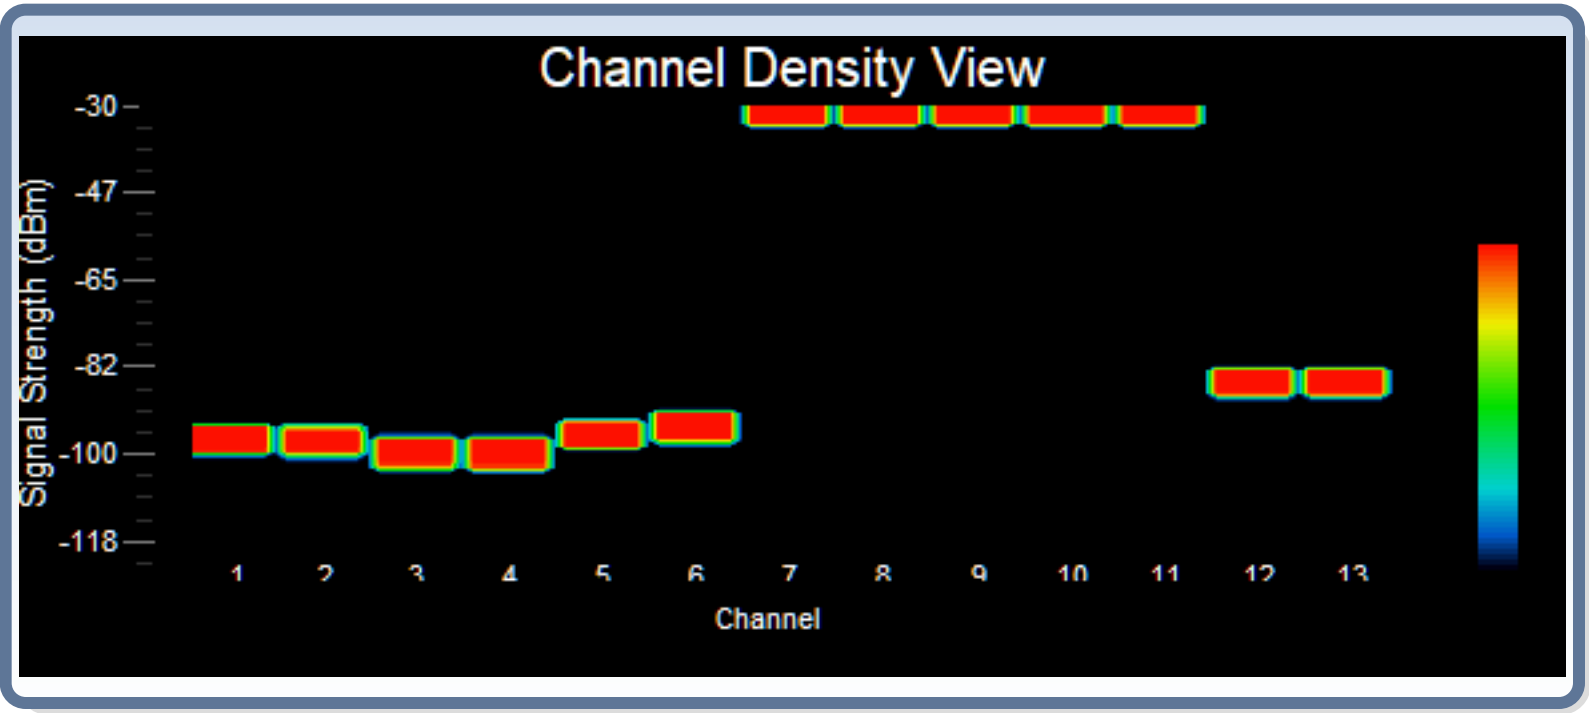 Channel Density View
-30
-47
-65
-82
-100
-118
Signal Strength (dBm)
1 2 3 4 5 6 7 8 9 10 11 12 13
Channel